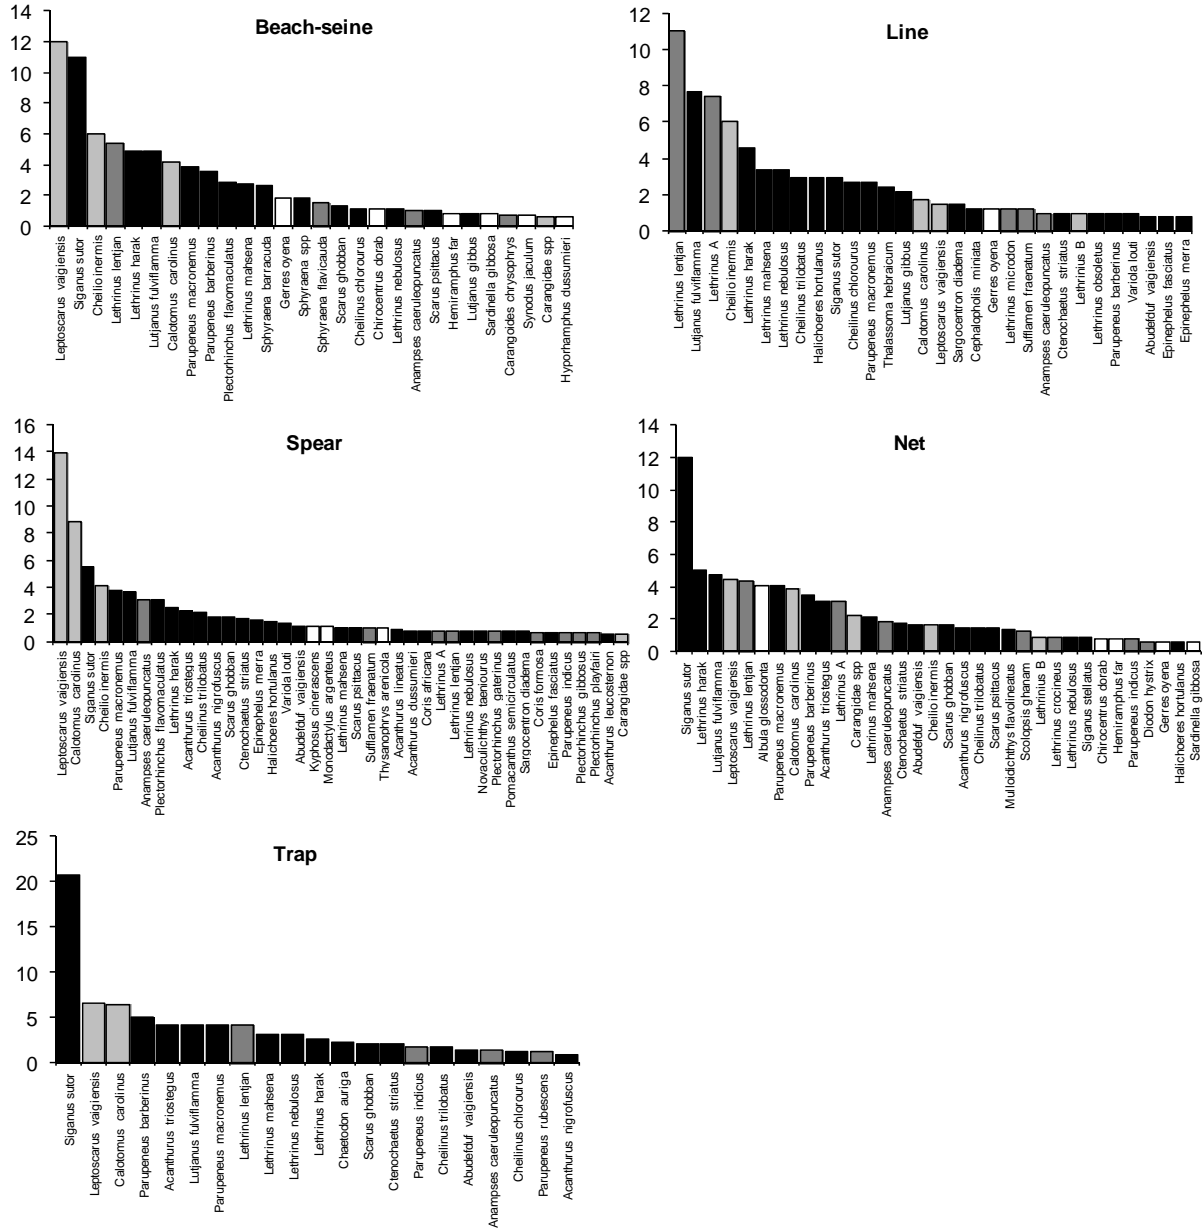 Beach-seine
14
12
10
8
6
4
2
0
Leptoscarus vaigiensis
Siganus sutor
Cheilio inermis
Lethrinus lentjan
Lethrinus harak
Lutjanus fulviflamma
Calotomus carolinus
Parupeneus macronemus
Parupeneus barberinus
Plectorhinchus flavomaculatus
Lethrinus mahsena
Sphyraena barracuda
Gerres oyena
Sphyraena spp
Sphyraena flavicauda
Scarus ghobban
Cheilinus chlorourus
Chirocentrus dorab
Lethrinus nebulosus
Anampses caeruleopuncatus
Scarus psittacus
Hemiramphus far
Lutjanus gibbus
Sardinella gibbosa
Carangoides chrysophrys
Synodus jaculum
Carangidae spp
Hyporhamphus dussumieri
Line
12
10
8
6
4
2
0
Lethrinus lentjan
Lutjanus fulviflamma
Lethrinus A
Cheilio inermis
Lethrinus harak
Lethrinus mahsena
Lethrinus nebulosus
Cheilinus trilobatus
Halichoeres hortulanus
Siganus sutor
Cheilinus chlorourus
Parupeneus macronemus
Thalassoma hebraicum
Lutjanus gibbus
Calotomus carolinus
Leptoscarus vaigiensis
Sargocentron diadema
Cephalopholis miniata
Gerres oyena
Lethrinus microdon
Sufflamen fraenatum
Anampses caeruleopuncatus
Ctenochaetus striatus
Lethrinius B
Lethrinus obsoletus
Parupeneus barberinus
Variola louti
Abudefduf vaigiensis
Epinephelus fasciatus
Epinephelus merra
Spear
16
14
12
10
8
6
4
2
0
Leptoscarus vaigiensis
Calotomus carolinus
Siganus sutor
Cheilio inermis
Parupeneus macronemus
Lutjanus fulviflamma
Anampses caeruleopuncatus
Plectorhinchus flavomaculatus
Lethrinus harak
Acanthurus triostegus
Cheilinus trilobatus
Acanthurus nigrofuscus
Scarus ghobban
Ctenochaetus striatus
Epinephelus merra
Halichoeres hortulanus
Variola louti
Abudefduf vaigiensis
Kyphosus cinerascens
Monodactylus argenteus
Lethrinus mahsena
Scarus psittacus
Sufflamen fraenatum
Thysanophrys arenicola
Acanthurus lineatus
Acanthurus dussumieri
Coris africana
Lethrinus A
Lethrinus lentjan
Lethrinus nebulosus
Novaculichthys taeniourus
Plectorhinchus gaterinus
Pomacanthus semicirculatus
Sargocentron diadema
Coris formosa
Epinephelus fasciatus
Parupeneus indicus
Plectorhinchus gibbosus
Plectorhinchus playfairi
Acanthurus leucosternon
Carangidae spp
Net
14
12
10
8
6
4
2
0
Siganus sutor
Lethrinus harak
Lutjanus fulviflamma
Leptoscarus vaigiensis
Lethrinus lentjan
Albula glossodonta
Parupeneus macronemus
Calotomus carolinus
Parupeneus barberinus
Acanthurus triostegus
Lethrinus A
Carangidae spp
Lethrinus mahsena
Anampses caeruleopuncatus
Ctenochaetus striatus
Abudefduf vaigiensis
Cheilio inermis
Scarus ghobban
Acanthurus nigrofuscus
Cheilinus trilobatus
Scarus psittacus
Mulloidichthys flavolineatus
Scolopsis ghanam
Lethrinius B
Lethrinus crocineus
Lethrinus nebulosus
Siganus stellatus
Chirocentrus dorab
Hemiramphus far
Parupeneus indicus
Diodon hystrix
Gerres oyena
Halichoeres hortulanus
Sardinella gibbosa
Trap
25
20
15
10
5
0
Siganus sutor
Leptoscarus vaigiensis
Calotomus carolinus
Parupeneus barberinus
Acanthurus triostegus
Lutjanus fulviflamma
Parupeneus macronemus
Lethrinus lentjan
Lethrinus mahsena
Lethrinus nebulosus
Lethrinus harak
Chaetodon auriga
Scarus ghobban
Ctenochaetus striatus
Parupeneus indicus
Cheilinus trilobatus
Abudefduf vaigiensis
Anampses caeruleopuncatus
Cheilinus chlorourus
Parupeneus rubescens
Acanthurus nigrofuscus